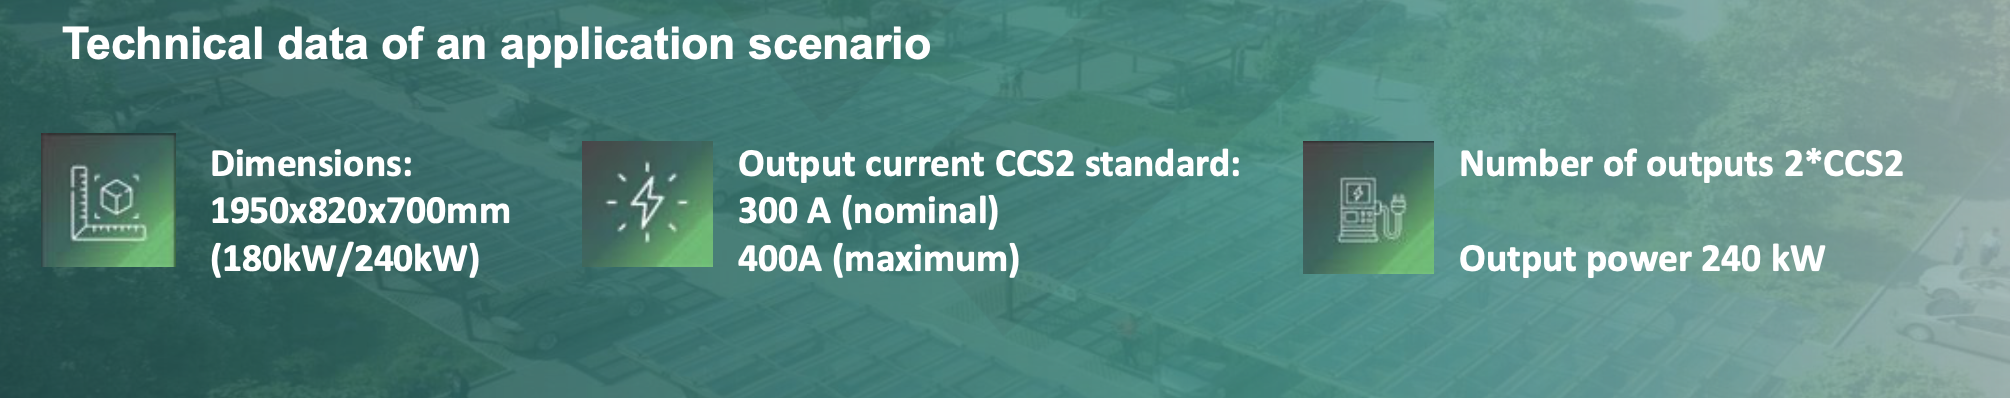 Technical data of an application scenario
Dimensions:
1950x820x700mm
(180kW/240kW)
Output current CCS2 standard:
300 A (nominal)
400A (maximum)
Number of outputs 2*CCS2
Output power 240 kW